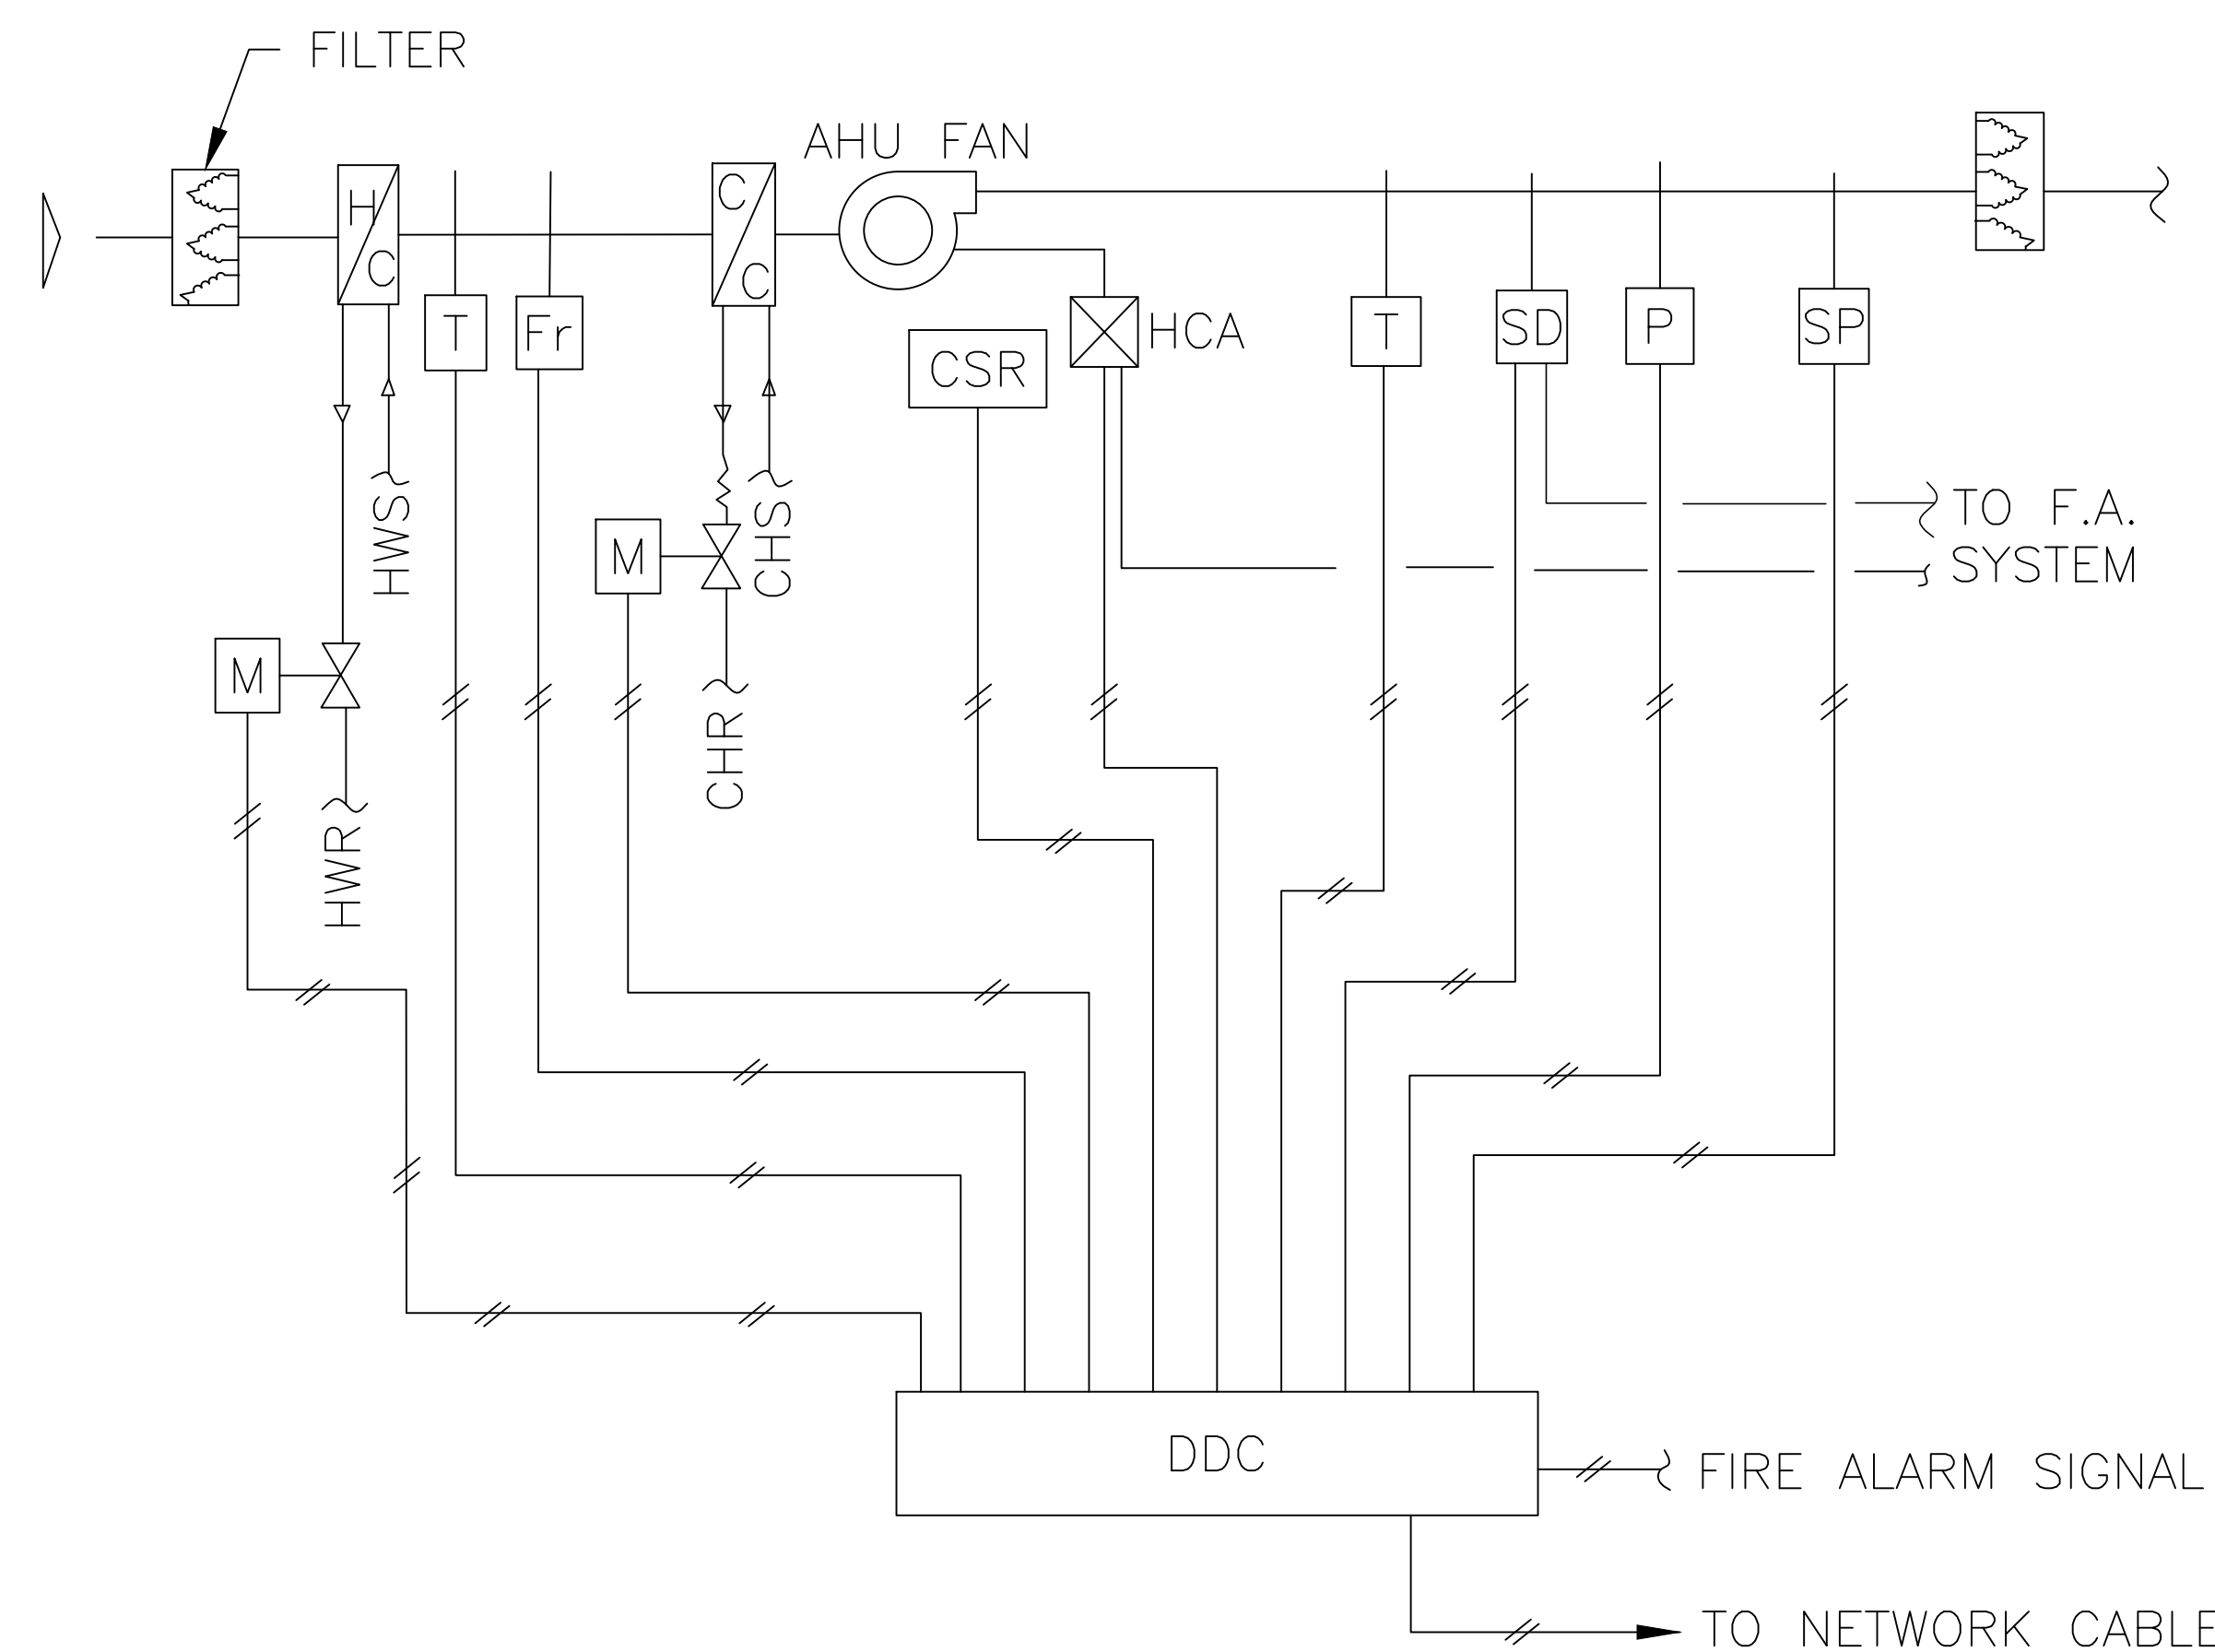 FILTER
AHU FAN
H
C
C
C
T
Fr
CSR
HCA
T
SD
P
SP
TO F.A.
SYSTEM
HWS
CHS
M
M
CHR
HWR
DDC
FIRE ALARM SIGNAL
TO NETWORK CABLE